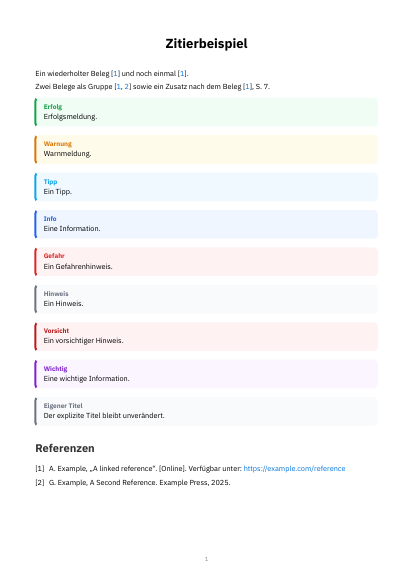 Zitierbeispiel
Ein wiederholter Beleg [1] und noch einmal [1].
Zwei Belege als Gruppe [1, 2] sowie ein Zusatz nach dem Beleg [1], S. 7.
Erfolg
Erfolgsmeldung.
Warnung
Warnmeldung.
Tipp
Ein Tipp.
Info
Eine Information.
Gefahr
Ein Gefahrenhinweis.
Hinweis
Ein Hinweis.
Vorsicht
Ein vorsichtiger Hinweis.
Wichtig
Eine wichtige Information.
Eigener Titel
Der explizite Titel bleibt unverändert.
Referenzen
[1] A. Example, „A linked reference“. [Online]. Verfügbar unter: https://example.com/reference
[2] G. Example, A Second Reference. Example Press, 2025.
1